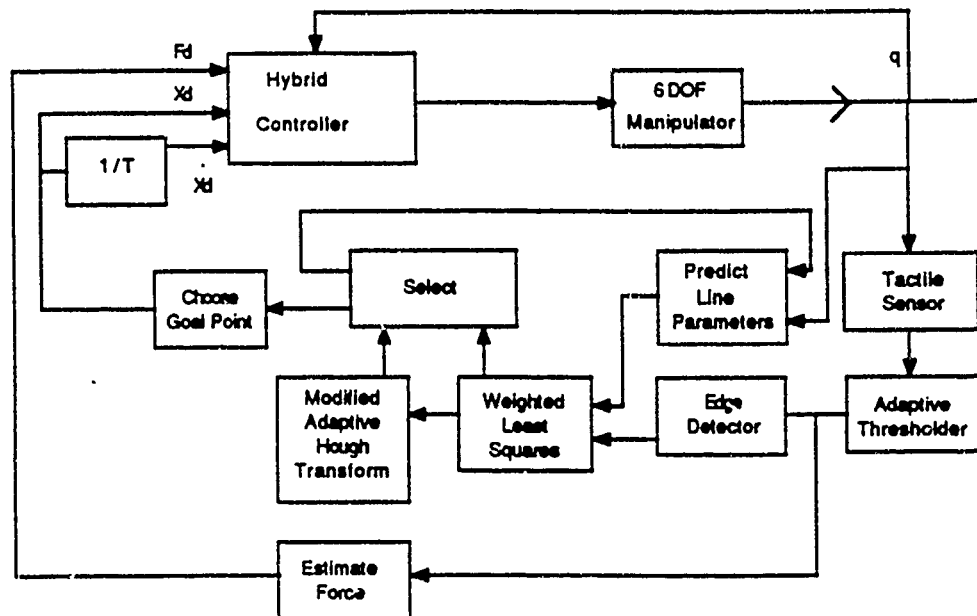 Fd
Hybrid
Controller
6 DOF
Manipulator
q
Xd
1/T
Xd
Choose
Goal Point
Select
Predict
Line
Parameters
Tactile
Sensor
Modified
Adaptive
Hough
Transform
Weighted
Least
Squares
Edge
Detector
Adaptive
Thresholder
Estimate
Force